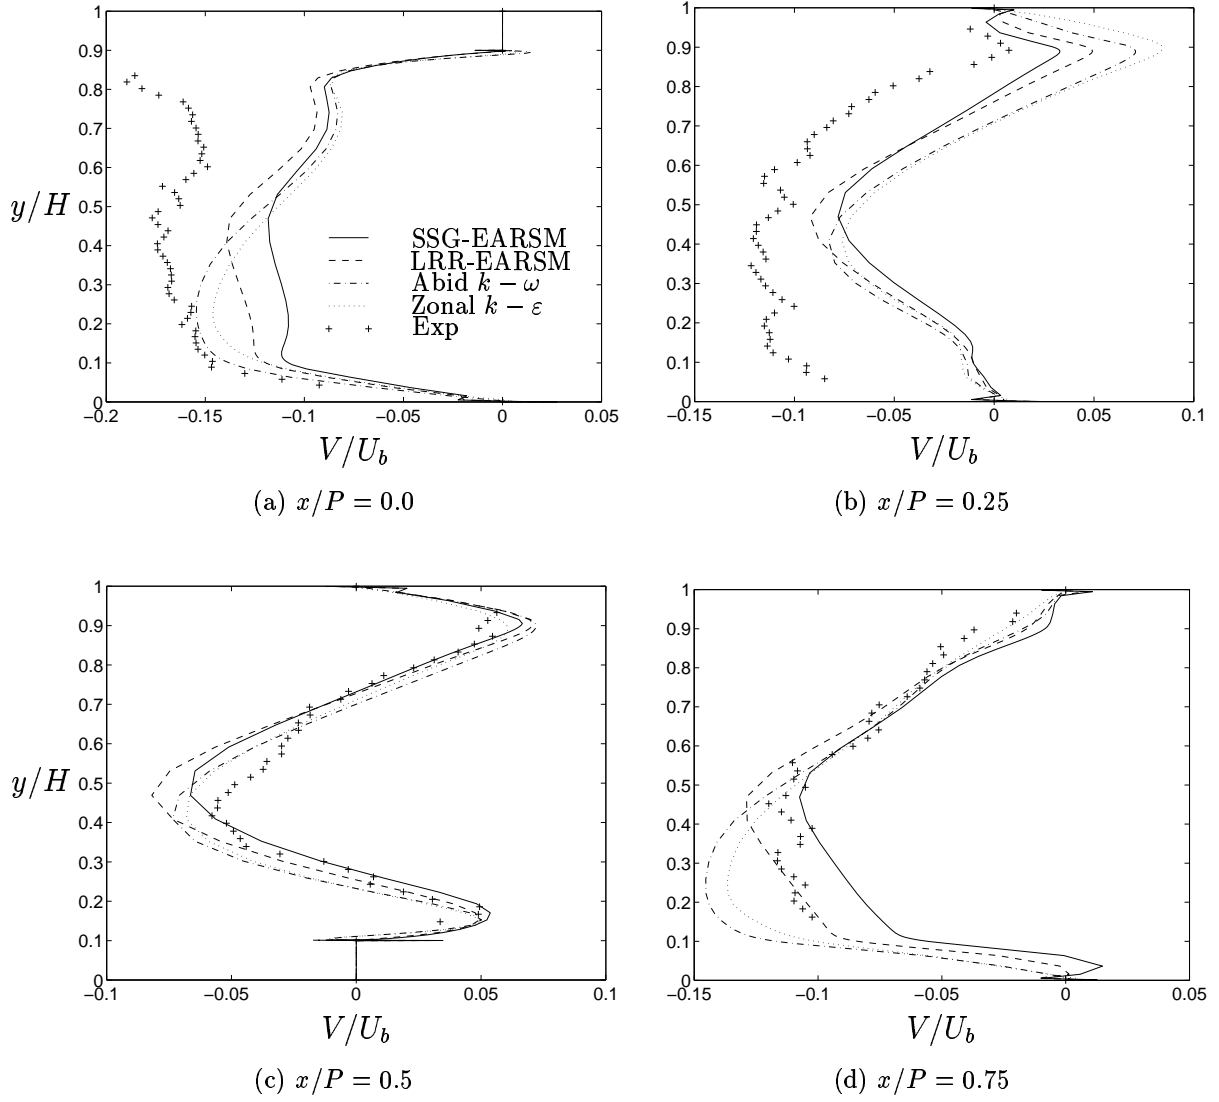 1
0.9
0.8
0.7
0.6
0.5
0.4
0.3
0.2
0.1
0
y/H
−0.2 −0.15 −0.1 −0.05 0 0.05
V/U_b
SSG-EARSM
LRR-EARSM
Abid k − ω
Zonal k − ε
Exp
(a) x/P = 0.0
1
0.9
0.8
0.7
0.6
0.5
0.4
0.3
0.2
0.1
0
−0.15 −0.1 −0.05 0 0.05 0.1
V/U_b
(b) x/P = 0.25
1
0.9
0.8
0.7
0.6
0.5
0.4
0.3
0.2
0.1
0
y/H
−0.1 −0.05 0 0.05 0.1
V/U_b
(c) x/P = 0.5
1
0.9
0.8
0.7
0.6
0.5
0.4
0.3
0.2
0.1
0
−0.15 −0.1 −0.05 0 0.05
V/U_b
(d) x/P = 0.75